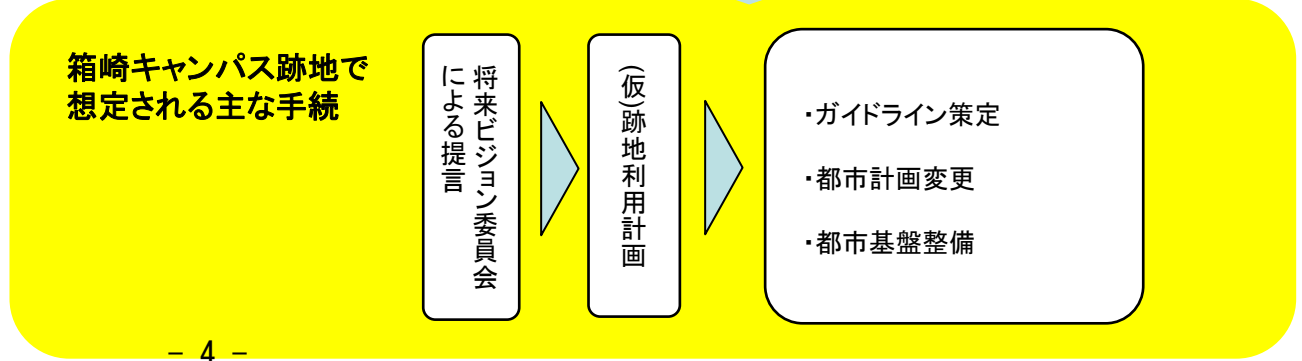 箱崎キャンパス跡地で
想定される主な手続
将来ビジョン委員会
による提言
(仮)跡地利用計画
・ガイドライン策定
・都市計画変更
・都市基盤整備
- 4 -